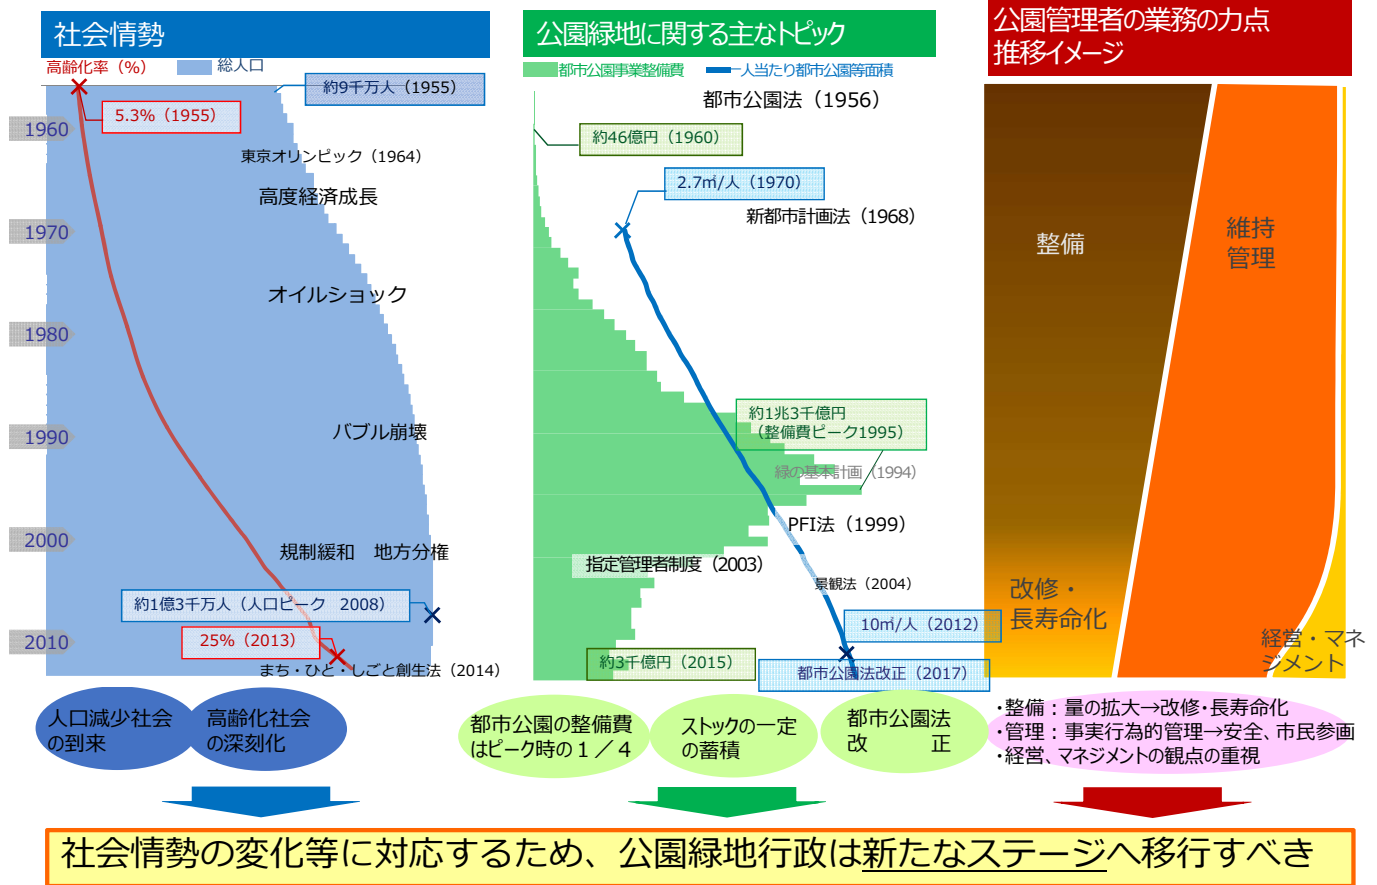 社会情勢
高齢化率（%）
総人口
約9千万人（1955）
5.3%（1955）
1960
東京オリンピック（1964）
高度経済成長
1970
オイルショック
1980
バブル崩壊
1990
2000
規制緩和　地方分権
約1億3千万人（人口ピーク　2008）
25%（2013）
2010
まち・ひと・しごと創生法（2014）
人口減少社会
の到来
高齢化社会
の深刻化
公園緑地に関する主なトピック
都市公園事業整備費
一人当たり都市公園等面積
都市公園法（1956）
約46億円（1960）
2.7㎡/人（1970）
新都市計画法（1968）
約1兆3千億円
（整備費ピーク1995）
緑の基本計画（1994）
PFI法（1999）
指定管理者制度（2003）
景観法（2004）
10㎡/人（2012）
約3千億円（2015）
都市公園法改正（2017）
都市公園の整備費
はピーク時の１／４
ストックの一定
の蓄積
都市公園法
改　　正
公園管理者の業務の力点
推移イメージ
整備
維持
管理
改修・
長寿命化
経営・マネ
ジメント
・整備：量の拡大→改修・長寿命化
・管理：事実行為的管理→安全、市民参画
・経営、マネジメントの観点の重視
社会情勢の変化等に対応するため、公園緑地行政は新たなステージへ移行すべき